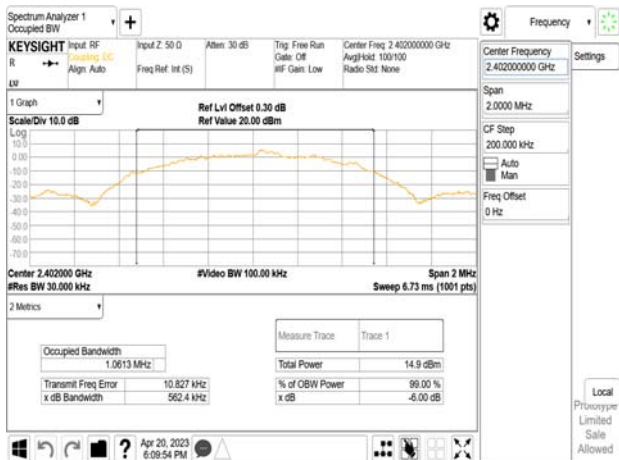 Spectrum Analyzer 1
Occupied BW
Frequency
KEYSIGHT Input: RF Input Z: 50 Ω Atten: 30 dB Trig: Free Run Center Freq: 2.402000000 GHz
R Coupling: DC Gate: Off Avg|Hold: 100/100
Align: Auto Freq Ref: Int (S) #IF Gain: Low Radio Std: None
LXI
1 Graph
Ref Lvl Offset 0.30 dB
Scale/Div 10.0 dB Ref Value 20.00 dBm
Log
10.0
0.00
-10.0
-20.0
-30.0
-40.0
-50.0
-60.0
-70.0
Center 2.402000 GHz #Video BW 100.00 kHz Span 2 MHz
#Res BW 30.000 kHz Sweep 6.73 ms (1001 pts)
2 Metrics
Measure Trace Trace 1
Occupied Bandwidth
1.0613 MHz
Total Power 14.9 dBm
Transmit Freq Error 10.827 kHz % of OBW Power 99.00 %
x dB Bandwidth 562.4 kHz x dB -6.00 dB
Apr 20, 2023
6:09:54 PM
Center Frequency
2.402000000 GHz
Settings
Span
2.0000 MHz
CF Step
200.000 kHz
Auto
Man
Freq Offset
0 Hz
Local
Prototype
Limited
Sale
Allowed